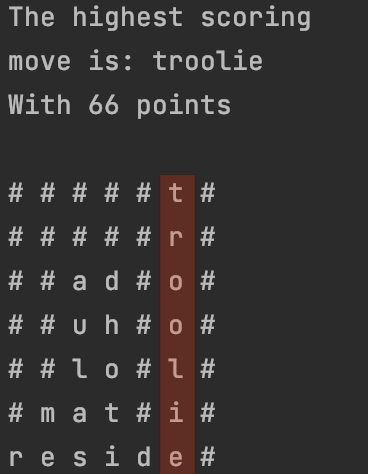 The highest scoring
move is: troolie
With 66 points
# # # # # t #
# # # # # r #
# # a d # o #
# # u h # o #
# # l o # l #
# m a t # i #
r e s i d e #